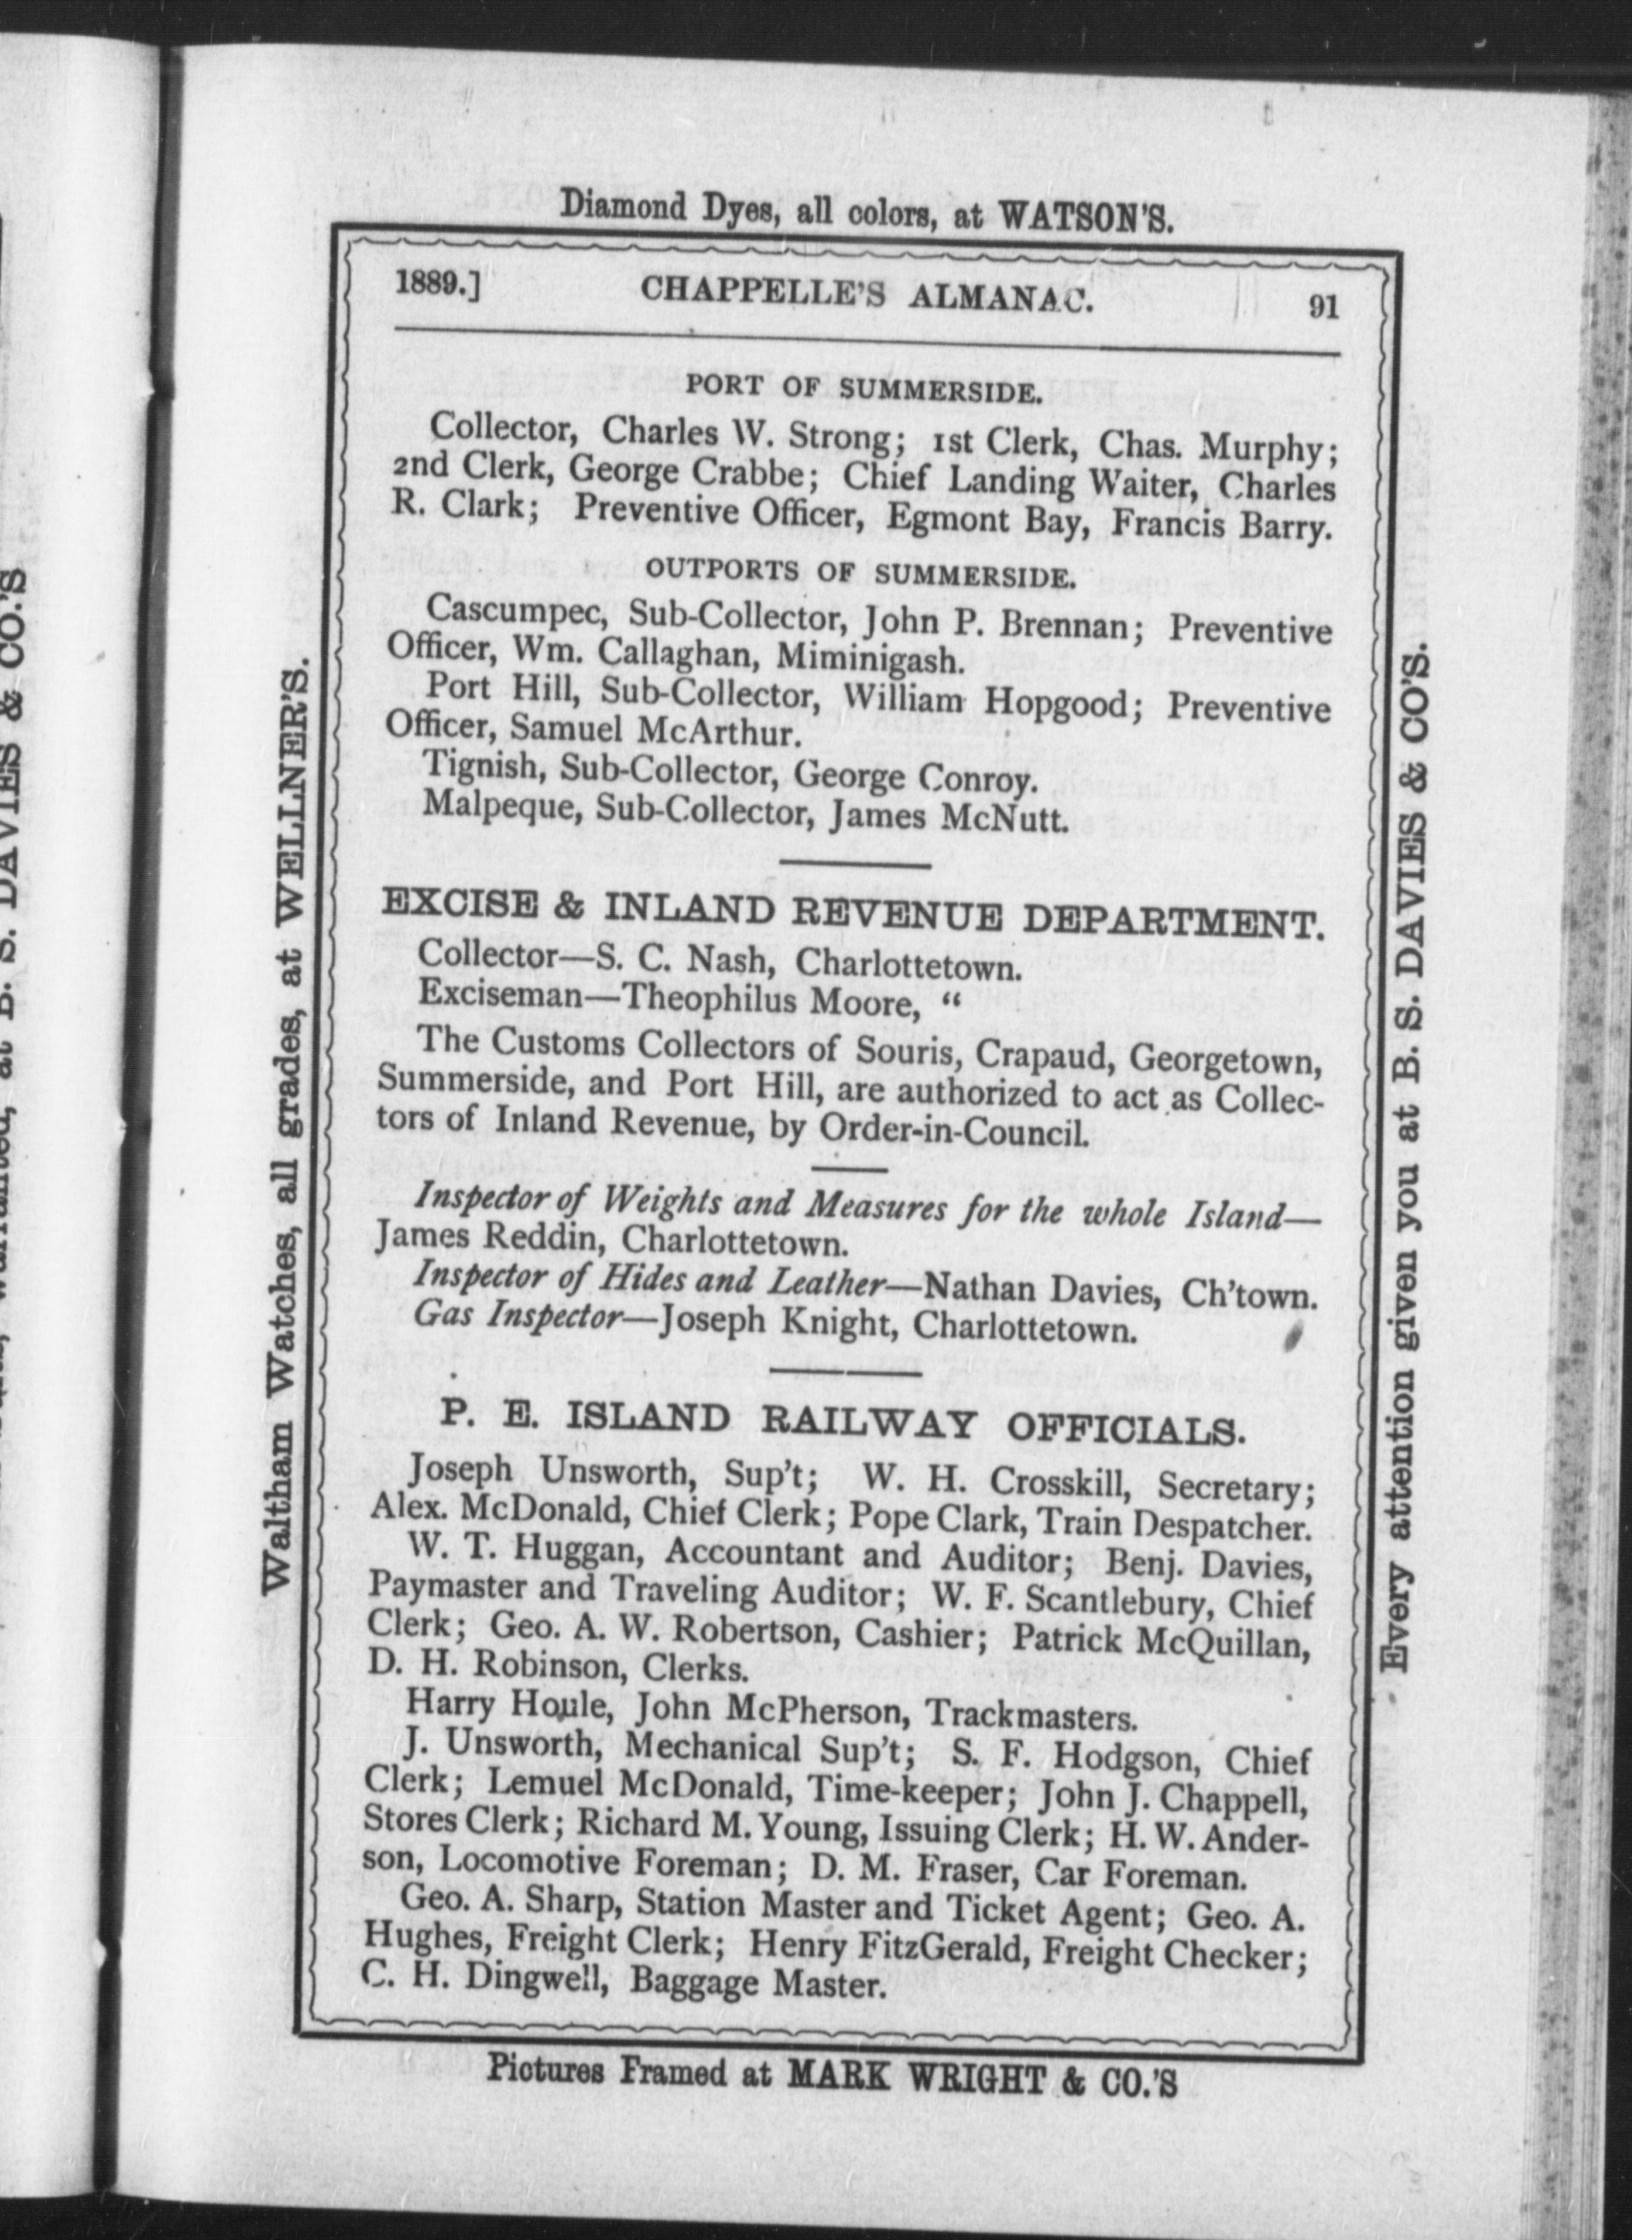 Diamond Dyes, all colors, at WATSON'S.
1889.] CHAPPELLE'S ALMANAC. 91
PORT OF SUMMERSIDE.
Collector, Charles W. Strong; 1st Clerk, Chas. Murphy;
2nd Clerk, George Crabbe; Chief Landing Waiter, Charles
R. Clark; Preventive Officer, Egmont Bay, Francis Barry.
OUTPORTS OF SUMMERSIDE.
Cascumpec, Sub-Collector, John P. Brennan; Preventive
Officer, Wm. Callaghan, Miminigash.
Port Hill, Sub-Collector, William Hopgood; Preventive
Officer, Samuel McArthur.
Tignish, Sub-Collector, George Conroy.
Malpeque, Sub-Collector, James McNutt.
EXCISE & INLAND REVENUE DEPARTMENT.
Collector—S. C. Nash, Charlottetown.
Exciseman—Theophilus Moore, "
The Customs Collectors of Souris, Crapaud, Georgetown,
Summerside, and Port Hill, are authorized to act as Collec-
tors of Inland Revenue, by Order-in-Council.
Inspector of Weights and Measures for the whole Island—
James Reddin, Charlottetown.
Inspector of Hides and Leather—Nathan Davies, Ch'town.
Gas Inspector—Joseph Knight, Charlottetown.
P. E. ISLAND RAILWAY OFFICIALS.
Joseph Unsworth, Sup't; W. H. Crosskill, Secretary;
Alex. McDonald, Chief Clerk; Pope Clark, Train Despatcher.
W. T. Huggan, Accountant and Auditor; Benj. Davies,
Paymaster and Traveling Auditor; W. F. Scantlebury, Chief
Clerk; Geo. A. W. Robertson, Cashier; Patrick McQuillan,
D. H. Robinson, Clerks.
Harry Houle, John McPherson, Trackmasters.
J. Unsworth, Mechanical Sup't; S. F. Hodgson, Chief
Clerk; Lemuel McDonald, Time-keeper; John J. Chappell,
Stores Clerk; Richard M. Young, Issuing Clerk; H. W. Ander-
son, Locomotive Foreman; D. M. Fraser, Car Foreman.
Geo. A. Sharp, Station Master and Ticket Agent; Geo. A.
Hughes, Freight Clerk; Henry FitzGerald, Freight Checker;
C. H. Dingwell, Baggage Master.
Pictures Framed at MARK WRIGHT & CO.'S
Waltham Watches, all grades, at WELLNER'S.
Every attention given you at B. S. DAVIES & CO'S.
at B. S. DAVIES & CO.'S